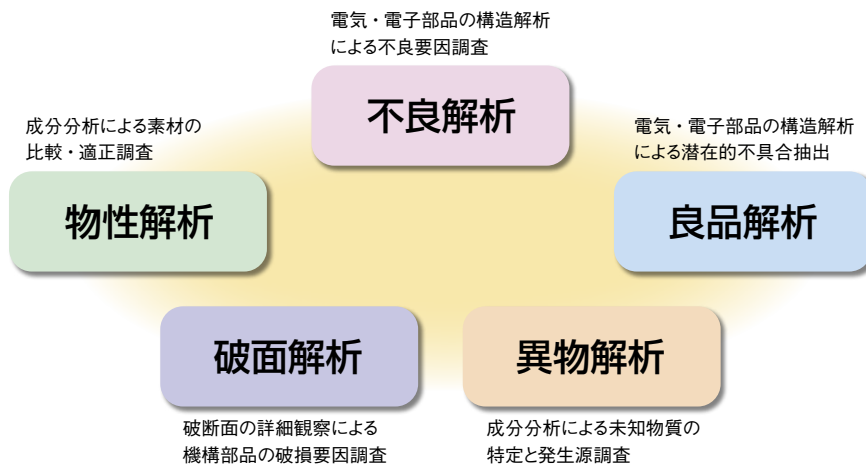 電気・電子部品の構造解析
による不良要因調査
不良解析
成分分析による素材の
比較・適正調査
物性解析
電気・電子部品の構造解析
による潜在的不具合抽出
良品解析
破面解析
破断面の詳細観察による
機構部品の破損要因調査
異物解析
成分分析による未知物質の
特定と発生源調査